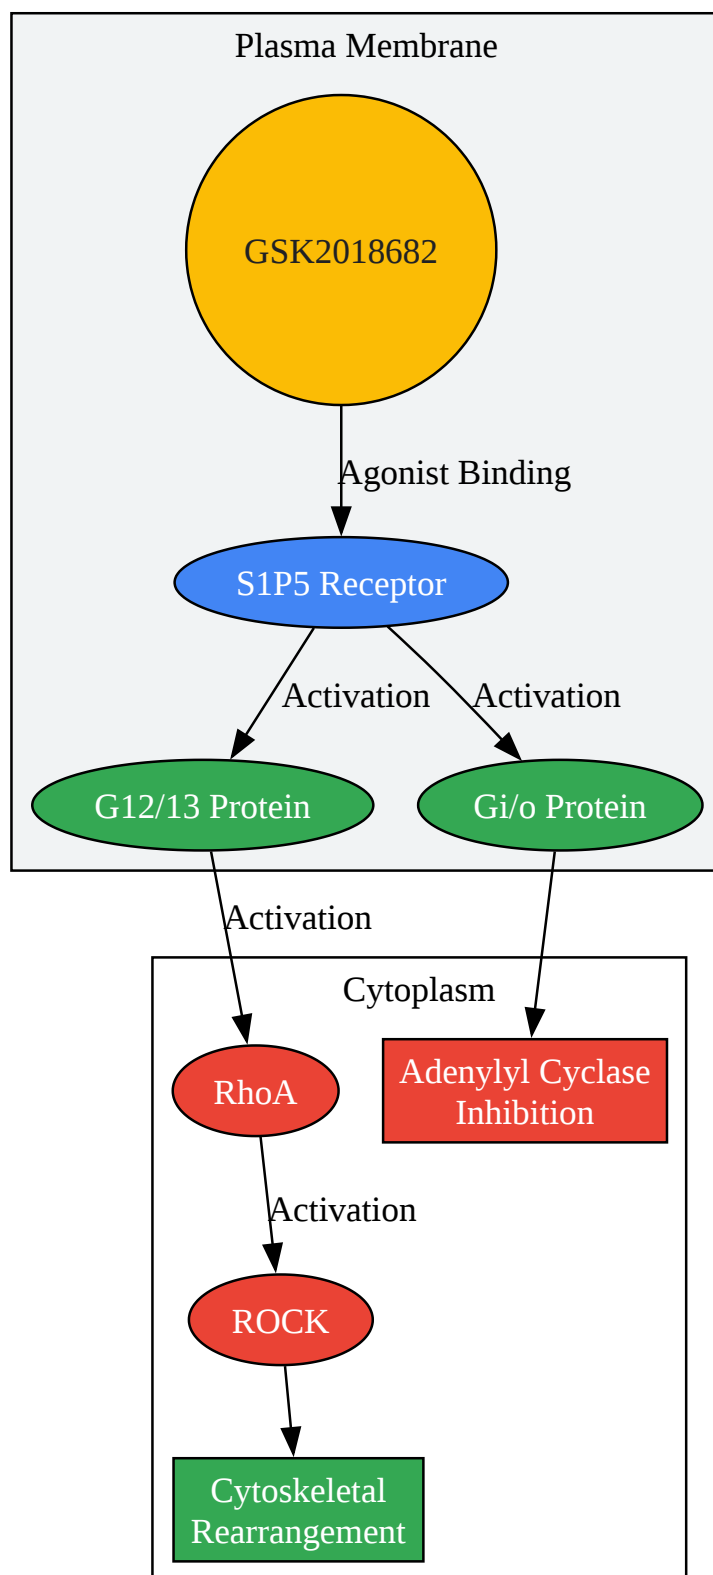 Plasma Membrane
GSK2018682
Agonist Binding
S1P5 Receptor
Activation
Activation
G12/13 Protein
Gi/o Protein
Activation
Cytoplasm
RhoA
Adenylyl Cyclase
Inhibition
Activation
ROCK
Cytoskeletal
Rearrangement